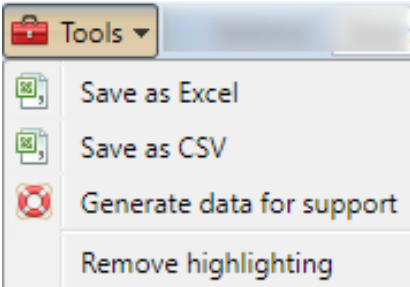 Tools
Save as Excel
Save as CSV
Generate data for support
Remove highlighting